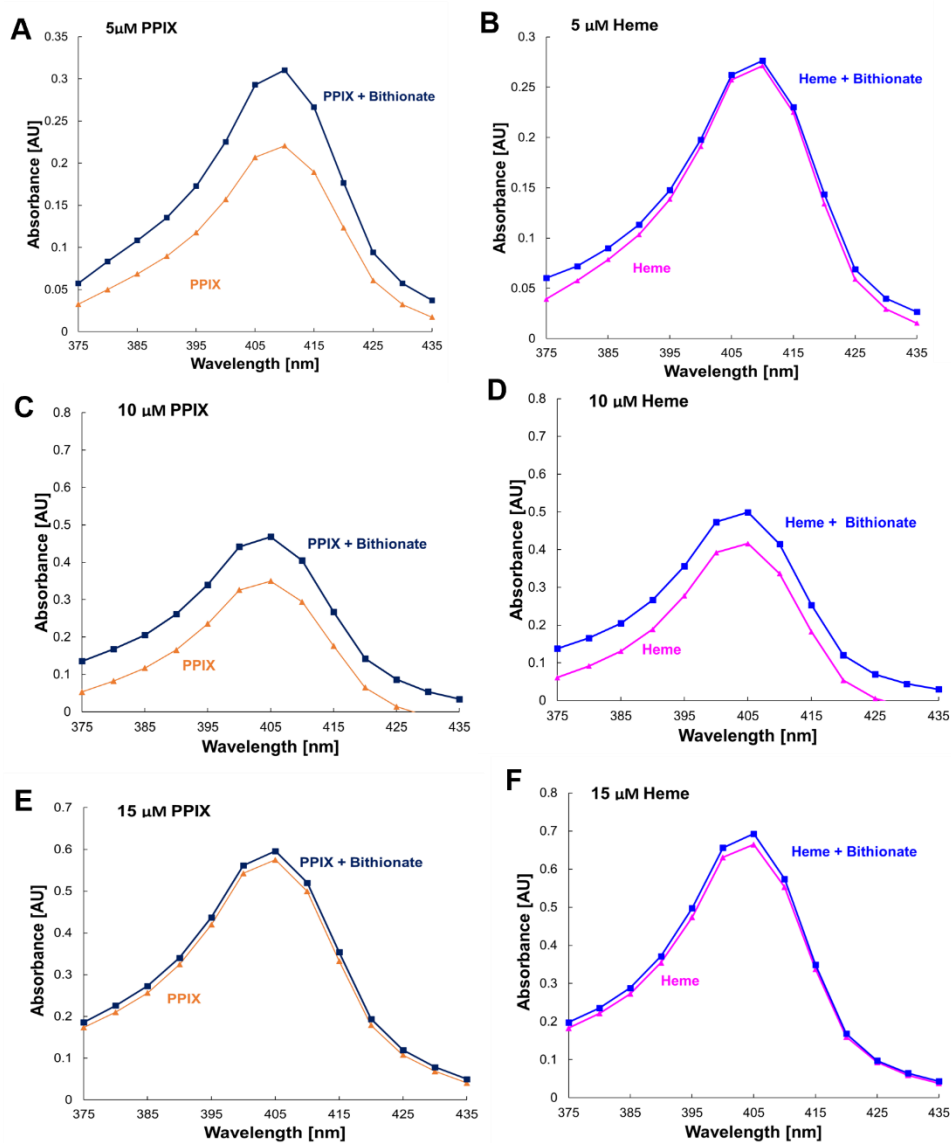 A
5µM PPIX
Absorbance [AU]
0.35
0.3
0.25
0.2
0.15
0.1
0.05
0
PPIX + Bithionate
PPIX
375 385 395 405 415 425 435
Wavelength [nm]
B
5 µM Heme
Absorbance [AU]
0.3
0.25
0.2
0.15
0.1
0.05
0
Heme + Bithionate
Heme
375 385 395 405 415 425 435
Wavelength [nm]
C
10 µM PPIX
Absorbance [AU]
0.8
0.7
0.6
0.5
0.4
0.3
0.2
0.1
0
PPIX + Bithionate
PPIX
375 385 395 405 415 425 435
Wavelength [nm]
D
10 µM Heme
Absorbance [AU]
0.8
0.7
0.6
0.5
0.4
0.3
0.2
0.1
0
Heme + Bithionate
Heme
375 385 395 405 415 425 435
Wavelength [nm]
E
15 µM PPIX
Absorbance [AU]
0.7
0.6
0.5
0.4
0.3
0.2
0.1
0
PPIX + Bithionate
PPIX
375 385 395 405 415 425 435
Wavelength [nm]
F
15 µM Heme
Absorbance [AU]
0.8
0.7
0.6
0.5
0.4
0.3
0.2
0.1
0
Heme + Bithionate
Heme
375 385 395 405 415 425 435
Wavelength [nm]